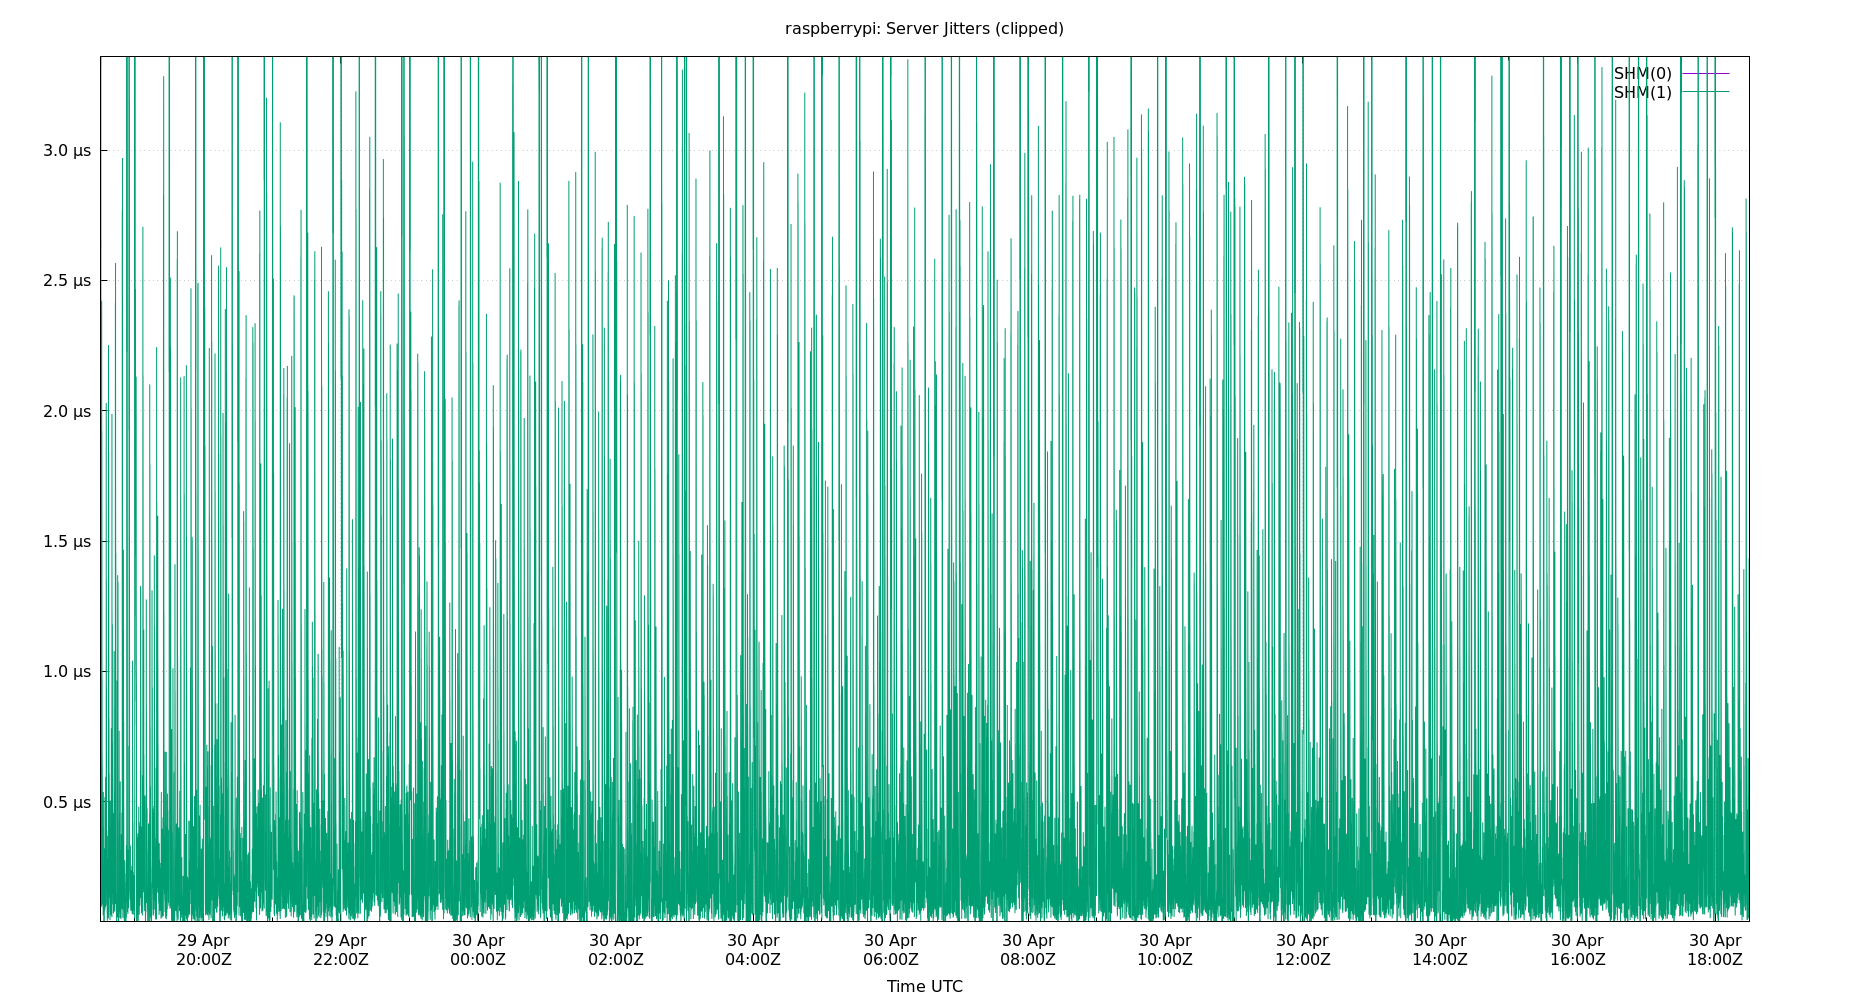 raspberrypi: Server Jitters (clipped)
SHM(0)
SHM(1)
3.0 µs
2.5 µs
2.0 µs
1.5 µs
1.0 µs
0.5 µs
29 Apr 29 Apr 30 Apr 30 Apr 30 Apr 30 Apr 30 Apr 30 Apr 30 Apr 30 Apr 30 Apr 30 Apr
20:00Z 22:00Z 00:00Z 02:00Z 04:00Z 06:00Z 08:00Z 10:00Z 12:00Z 14:00Z 16:00Z 18:00Z
Time UTC